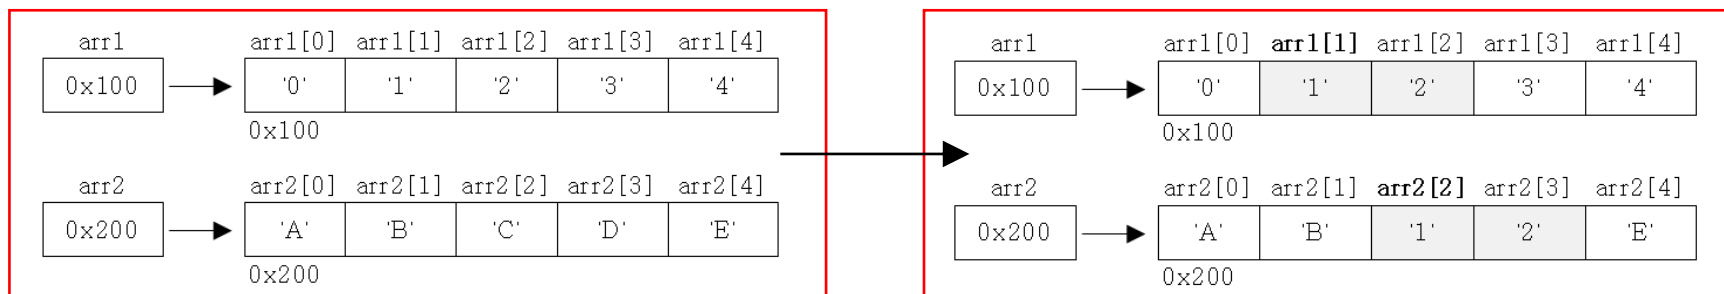 arr1 arr1[0] arr1[1] arr1[2] arr1[3] arr1[4]
0x100 '0' '1' '2' '3' '4'
0x100
arr2 arr2[0] arr2[1] arr2[2] arr2[3] arr2[4]
0x200 'A' 'B' 'C' 'D' 'E'
0x200
arr1 arr1[0] arr1[1] arr1[2] arr1[3] arr1[4]
0x100 '0' '1' '2' '3' '4'
0x100
arr2 arr2[0] arr2[1] arr2[2] arr2[3] arr2[4]
0x200 'A' 'B' '1' '2' 'E'
0x200